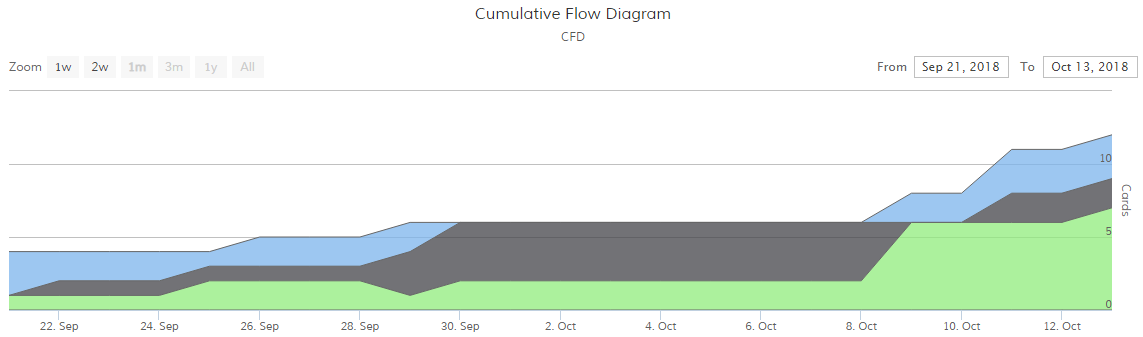 Cumulative Flow Diagram
CFD
Zoom 1w 2w 1m 3m 1y All From Sep 21, 2018 To Oct 13, 2018
10
Cards
5
0
22. Sep 24. Sep 26. Sep 28. Sep 30. Sep 2. Oct 4. Oct 6. Oct 8. Oct 10. Oct 12. Oct